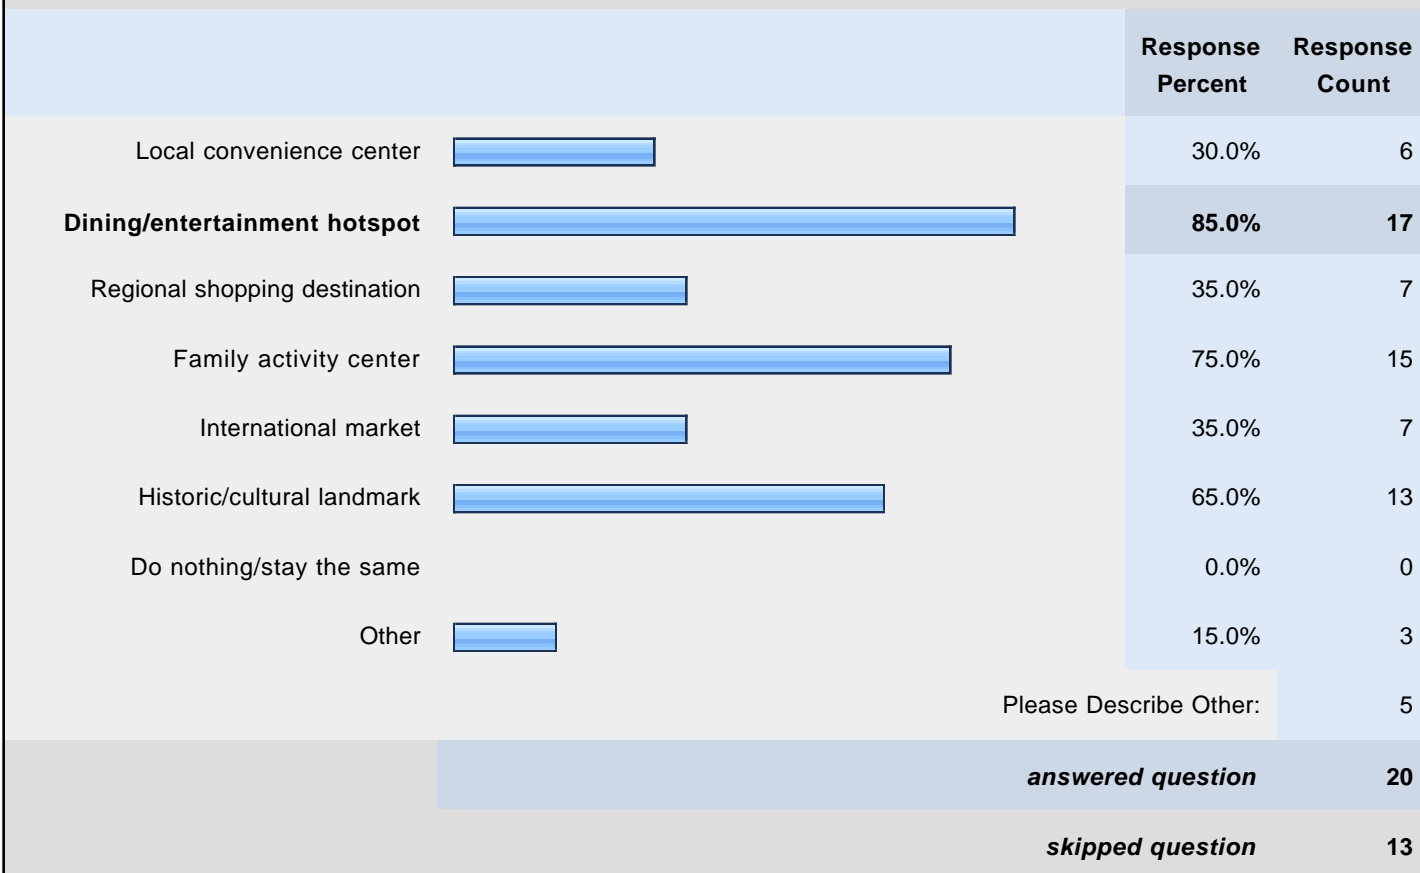 Response Response
Percent Count
Local convenience center 30.0% 6
Dining/entertainment hotspot 85.0% 17
Regional shopping destination 35.0% 7
Family activity center 75.0% 15
International market 35.0% 7
Historic/cultural landmark 65.0% 13
Do nothing/stay the same 0.0% 0
Other 15.0% 3
Please Describe Other: 5
answered question 20
skipped question 13